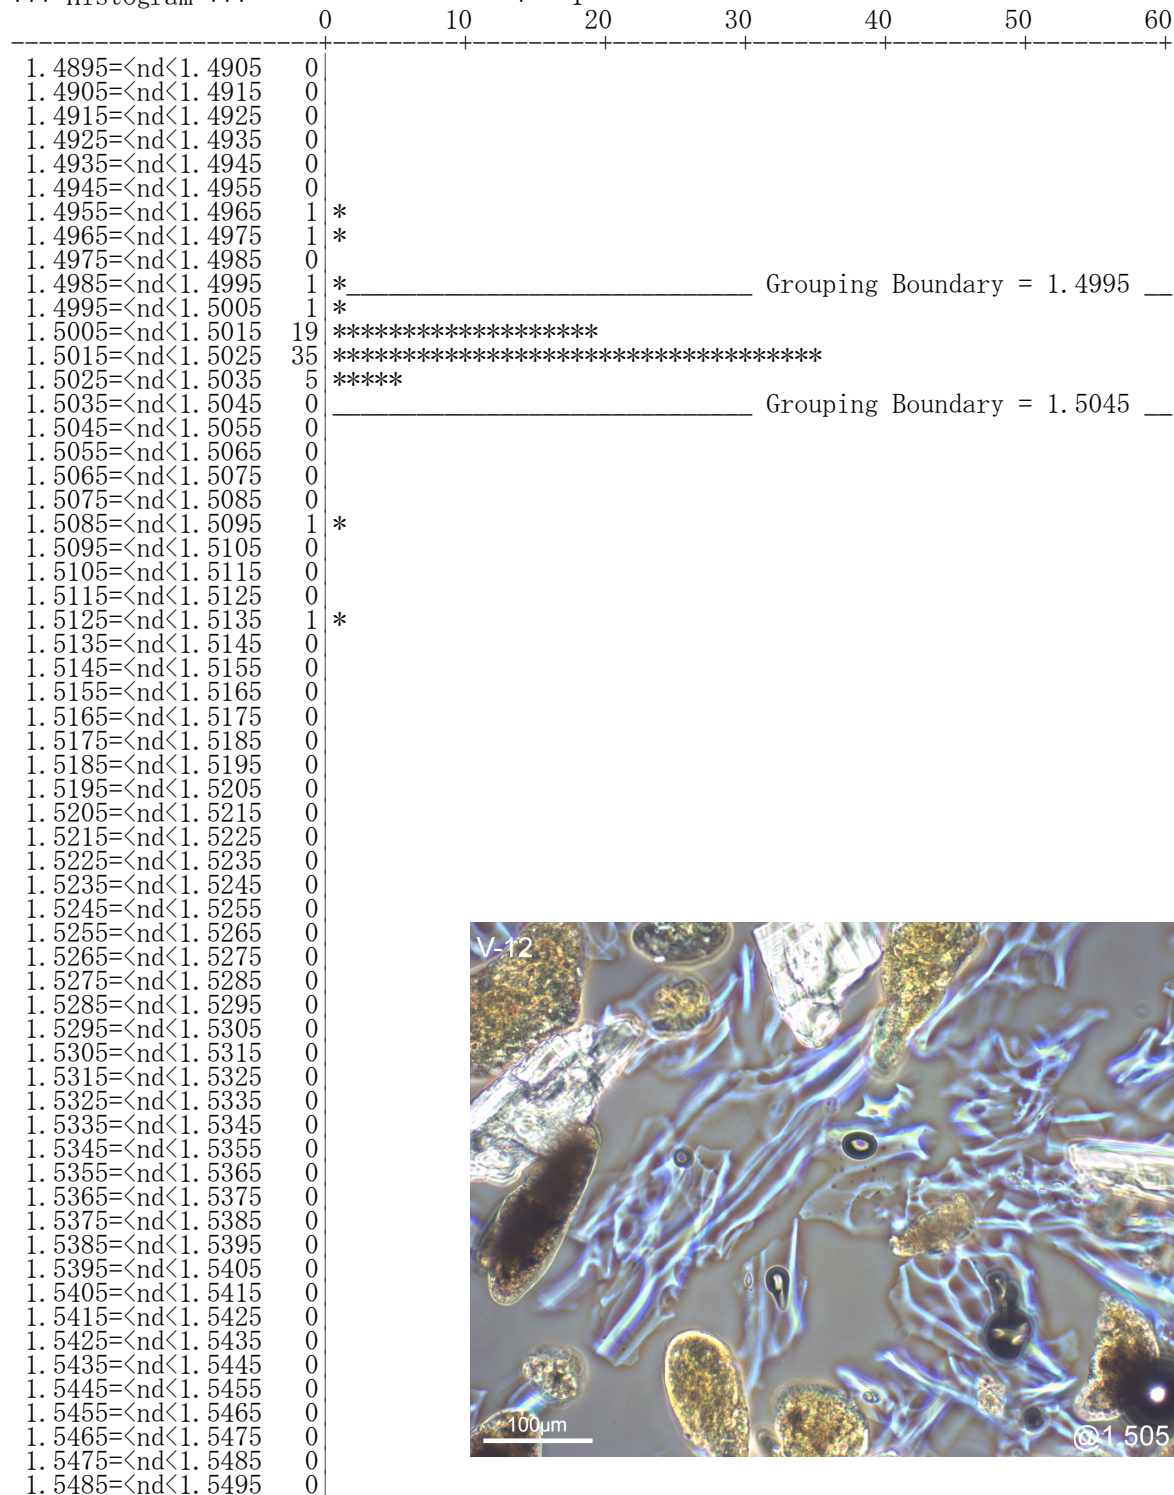 0 10 20 30 40 50 60
1.4895=<nd<1.4905 0
1.4905=<nd<1.4915 0
1.4915=<nd<1.4925 0
1.4925=<nd<1.4935 0
1.4935=<nd<1.4945 0
1.4945=<nd<1.4955 0
1.4955=<nd<1.4965 1 *
1.4965=<nd<1.4975 1 *
1.4975=<nd<1.4985 0
1.4985=<nd<1.4995 1 *_____________________________ Grouping Boundary = 1.4995 __
1.4995=<nd<1.5005 1 *
1.5005=<nd<1.5015 19 *******************
1.5015=<nd<1.5025 35 ***********************************
1.5025=<nd<1.5035 5 *****
1.5035=<nd<1.5045 0 ______________________________ Grouping Boundary = 1.5045 __
1.5045=<nd<1.5055 0
1.5055=<nd<1.5065 0
1.5065=<nd<1.5075 0
1.5075=<nd<1.5085 0
1.5085=<nd<1.5095 1 *
1.5095=<nd<1.5105 0
1.5105=<nd<1.5115 0
1.5115=<nd<1.5125 0
1.5125=<nd<1.5135 1 *
1.5135=<nd<1.5145 0
1.5145=<nd<1.5155 0
1.5155=<nd<1.5165 0
1.5165=<nd<1.5175 0
1.5175=<nd<1.5185 0
1.5185=<nd<1.5195 0
1.5195=<nd<1.5205 0
1.5205=<nd<1.5215 0
1.5215=<nd<1.5225 0
1.5225=<nd<1.5235 0
1.5235=<nd<1.5245 0
1.5245=<nd<1.5255 0
1.5255=<nd<1.5265 0
1.5265=<nd<1.5275 0
1.5275=<nd<1.5285 0
1.5285=<nd<1.5295 0
1.5295=<nd<1.5305 0
1.5305=<nd<1.5315 0
1.5315=<nd<1.5325 0
1.5325=<nd<1.5335 0
1.5335=<nd<1.5345 0
1.5345=<nd<1.5355 0
1.5355=<nd<1.5365 0
1.5365=<nd<1.5375 0
1.5375=<nd<1.5385 0
1.5385=<nd<1.5395 0
1.5395=<nd<1.5405 0
1.5405=<nd<1.5415 0
1.5415=<nd<1.5425 0
1.5425=<nd<1.5435 0
1.5435=<nd<1.5445 0
1.5445=<nd<1.5455 0
1.5455=<nd<1.5465 0
1.5465=<nd<1.5475 0
1.5475=<nd<1.5485 0
1.5485=<nd<1.5495 0
V-12
100μm
@1.505